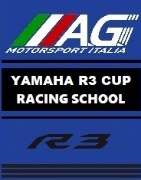 AG
MOTORSPORT ITALIA
YAMAHA R3 CUP
RACING SCHOOL
R3